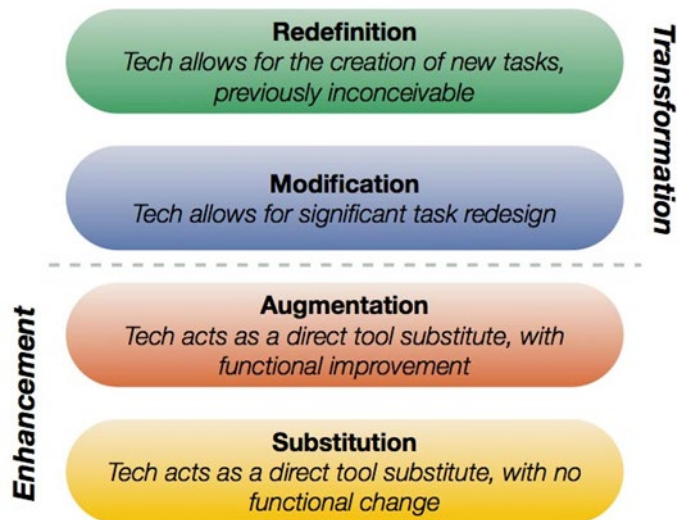 Redefinition
Tech allows for the creation of new tasks,
previously inconceivable
Modification
Tech allows for significant task redesign
Transformation
Augmentation
Tech acts as a direct tool substitute, with
functional improvement
Substitution
Tech acts as a direct tool substitute, with no
functional change
Enhancement